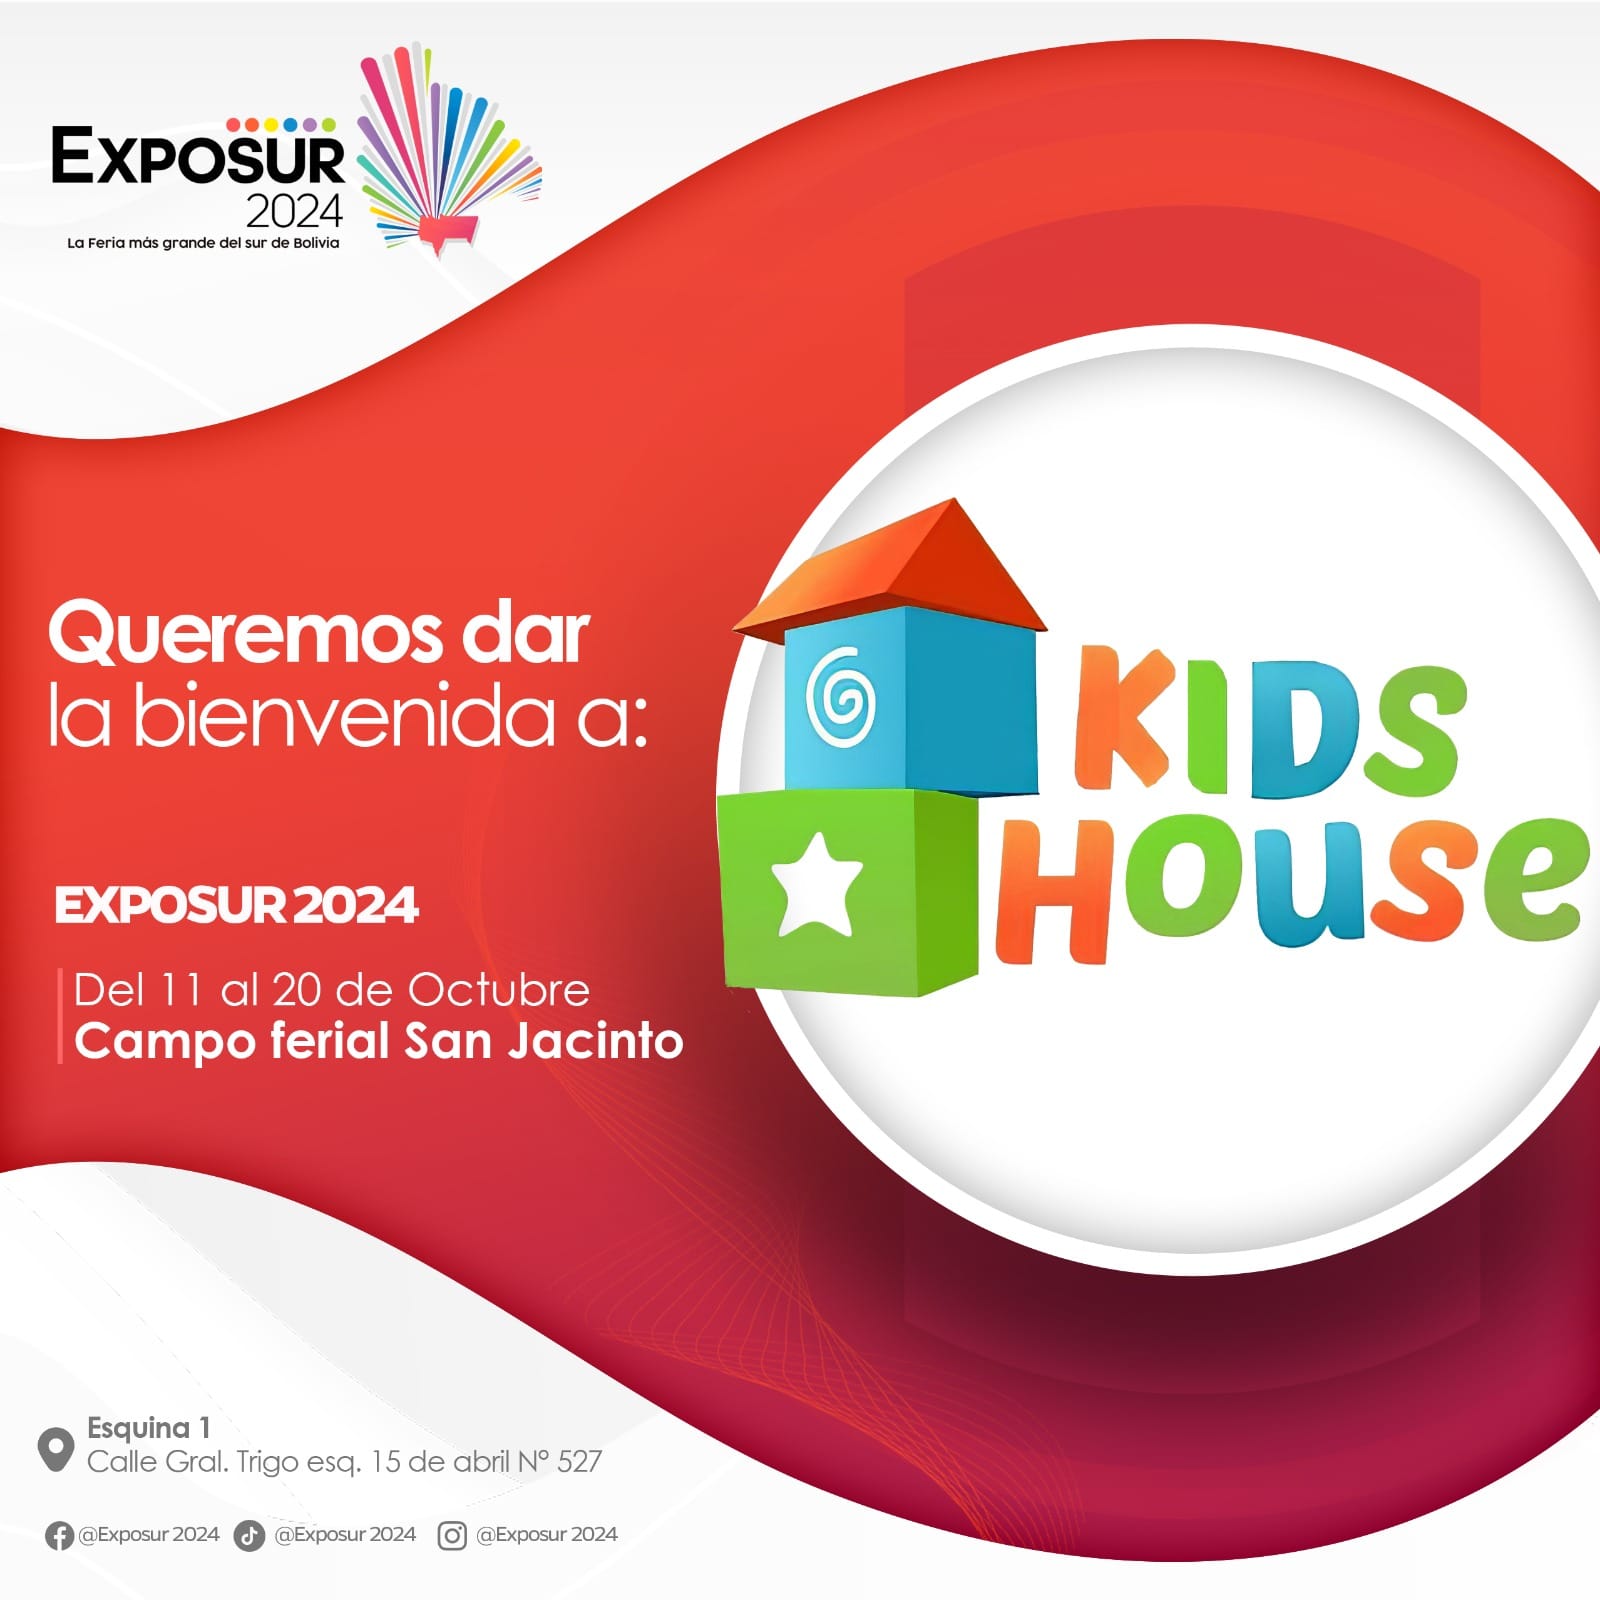 EXPOSUR
2024
La Feria más grande del sur de Bolivia
Queremos dar
la bienvenida a:
KIDS
HOUSE
EXPOSUR 2024
Del 11 al 20 de Octubre
Campo ferial San Jacinto
Esquina 1
Calle Gral. Trigo esq. 15 de abril N° 527
@Exposur 2024 @Exposur 2024 @Exposur 2024